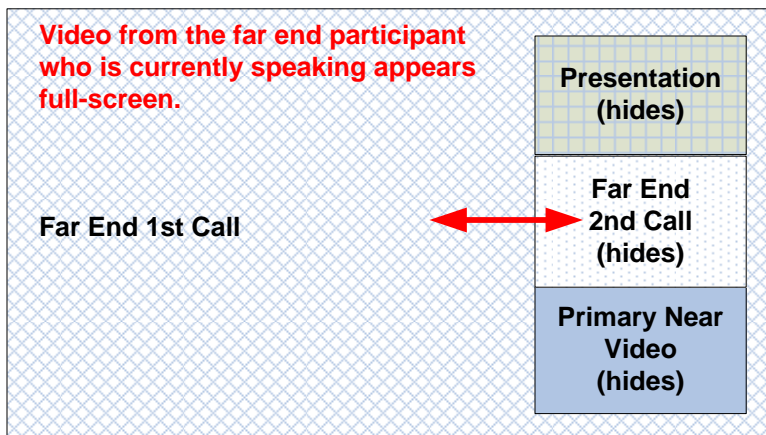 Video from the far end participant
who is currently speaking appears
full-screen.
Presentation
(hides)
Far End 1st Call
Far End
2nd Call
(hides)
Primary Near
Video
(hides)